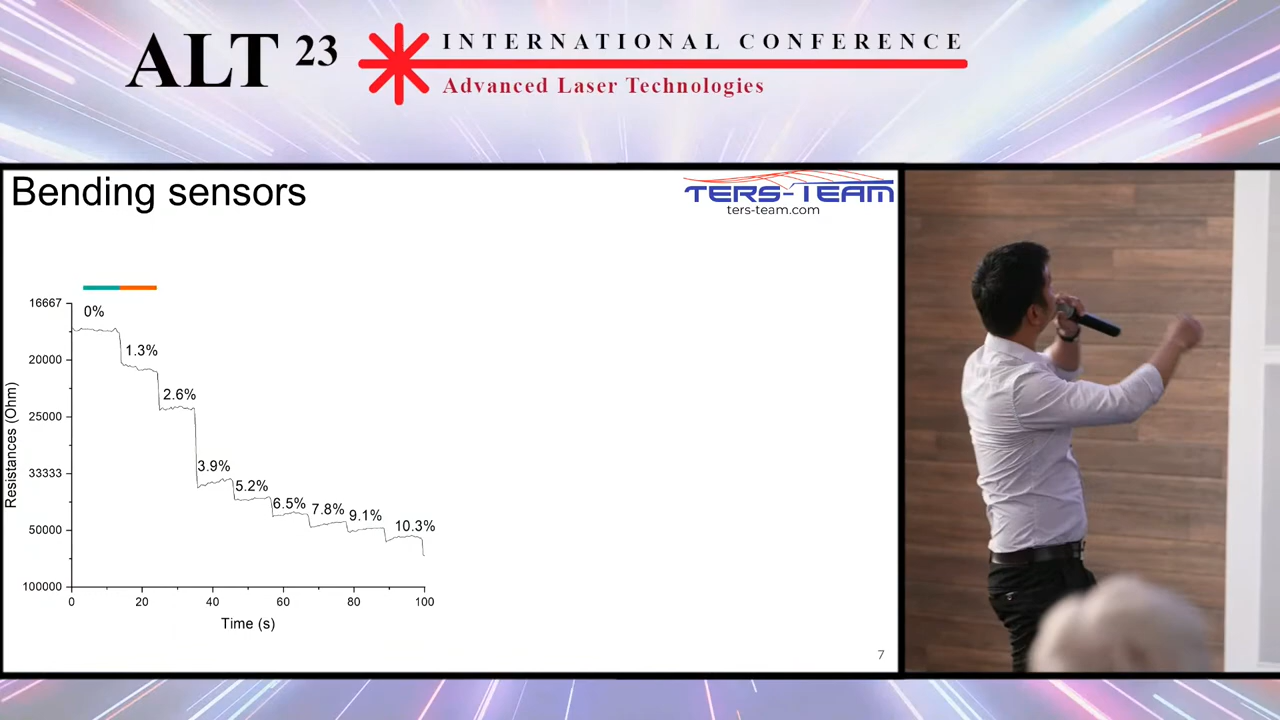 ALT 23
INTERNATIONAL CONFERENCE
Advanced Laser Technologies
Bending sensors
TERS-TEAM
ters-team.com
16667
20000
25000
33333
50000
100000
Resistances (Ohm)
0%
1.3%
2.6%
3.9%
5.2%
6.5%
7.8%
9.1%
10.3%
0 20 40 60 80 100
Time (s)
7